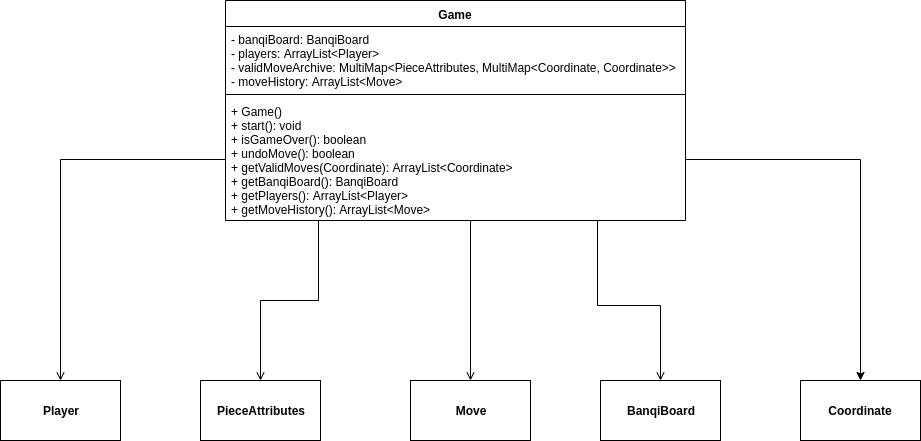 Game
- banqiBoard: BanqiBoard
- players: ArrayList<Player>
- validMoveArchive: MultiMap<PieceAttributes, MultiMap<Coordinate, Coordinate>>
- moveHistory: ArrayList<Move>
+ Game()
+ start(): void
+ isGameOver(): boolean
+ undoMove(): boolean
+ getValidMoves(Coordinate): ArrayList<Coordinate>
+ getBanqiBoard(): BanqiBoard
+ getPlayers(): ArrayList<Player>
+ getMoveHistory(): ArrayList<Move>
Player
PieceAttributes
Move
BanqiBoard
Coordinate